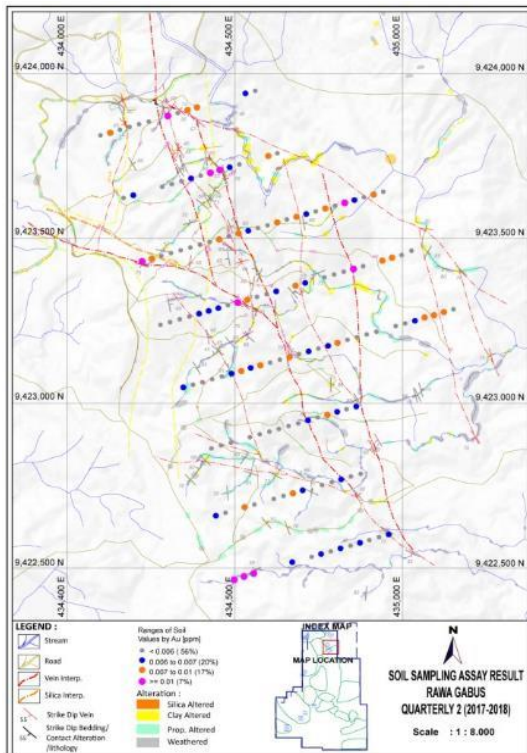 434.400 E
434.500 E
435.000 E
9,424.000 N
9,424.000 N
9,423.500 N
9,423.500 N
9,423.000 N
9,423.000 N
9,422.500 N
9,422.500 N
434.400 E
434.500 E
435.000 E
LEGEND :
Stream
Road
Vein Interp.
Silica Interp.
Strike Dip Vein
Strike Dip Bedding/
Contact Alteration
/lithology
Ranges of Soil
Values by Au [ppm]
< 0.006 (56%)
0.006 to 0.007 (20%)
0.007 to 0.01 (17%)
>= 0.01 (7%)
Alteration :
Silica Altered
Clay Altered
Prop. Altered
Weathered
INDEX MAP
MAP LOCATION
N
SOIL SAMPLING ASSAY RESULT
RAWA GABUS
QUARTERLY 2 (2017-2018)
Scale : 1 : 8.000